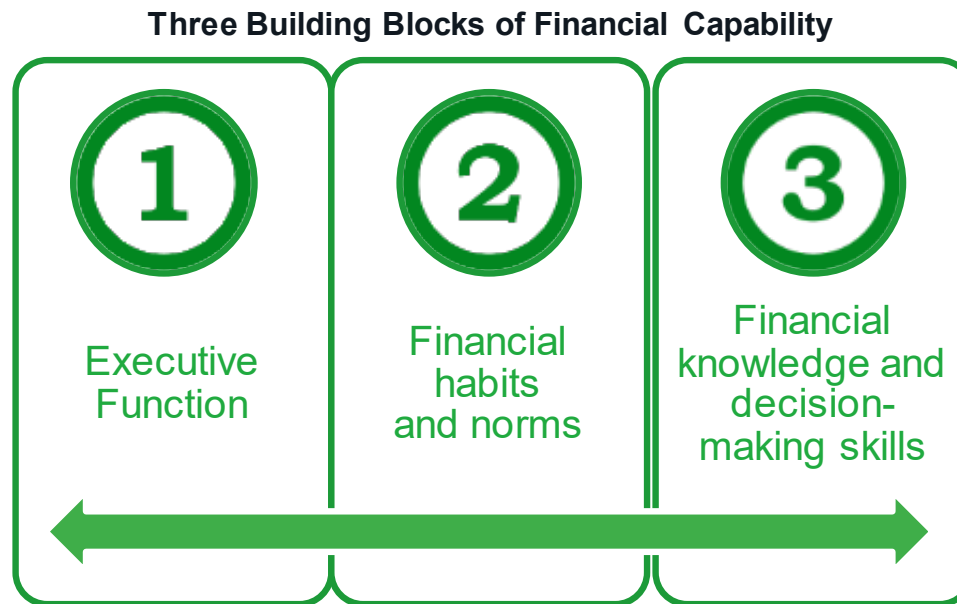 Three Building Blocks of Financial Capability
1
Executive
Function
2
Financial
habits
and norms
3
Financial
knowledge and
decision-
making skills